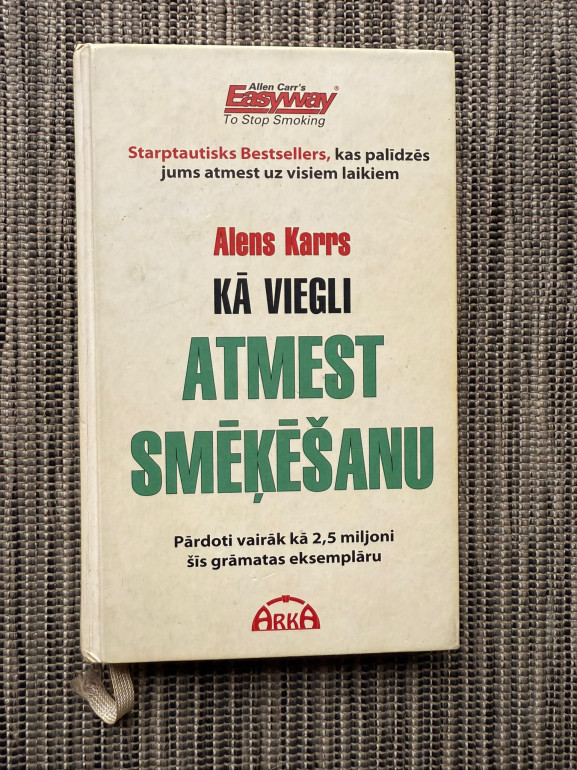 Allen Carr's
Easyway®
To Stop Smoking
Starptautisks Bestsellers, kas palīdzēs
jums atmest uz visiem laikiem
Alens Karrs
KĀ VIEGLI
ATMEST
SMĒĶĒŠANU
Pārdoti vairāk kā 2,5 miljoni
šīs grāmatas eksemplāru
ARKA